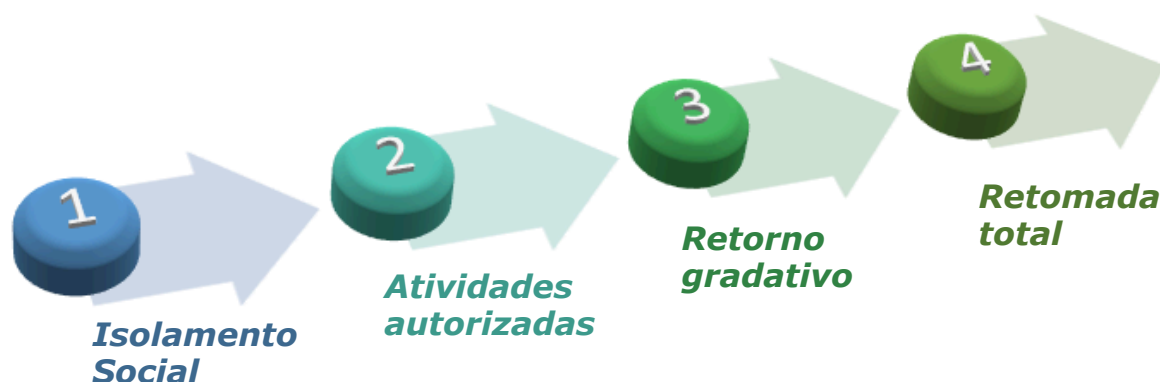 1
Isolamento
Social
2
Atividades
autorizadas
3
Retorno
gradativo
4
Retomada
total